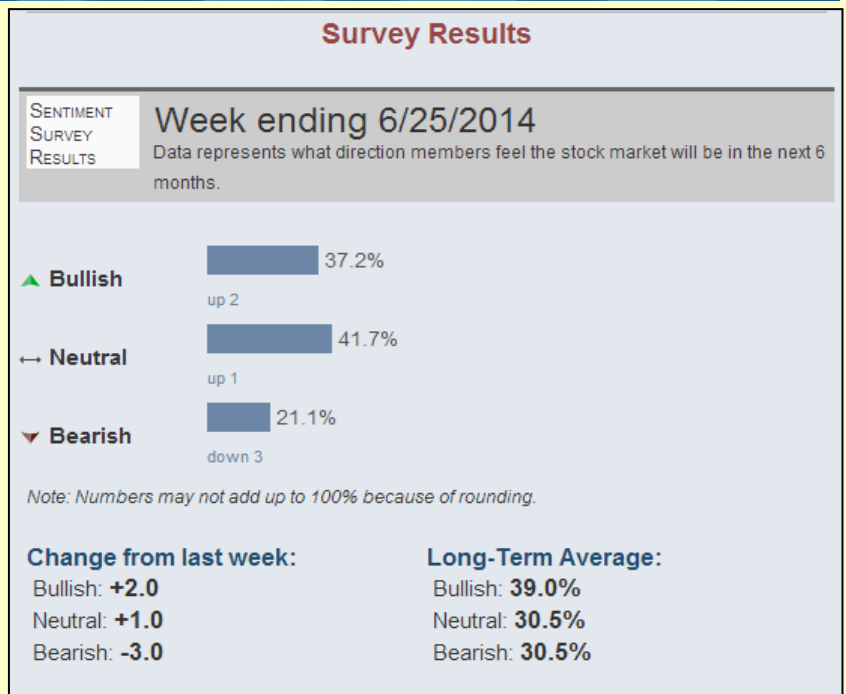 Survey Results
SENTIMENT
SURVEY
RESULTS
Week ending 6/25/2014
Data represents what direction members feel the stock market will be in the next 6
months.
Bullish
37.2%
up 2
Neutral
41.7%
up 1
Bearish
21.1%
down 3
Note: Numbers may not add up to 100% because of rounding.
Change from last week:
Bullish: +2.0
Neutral: +1.0
Bearish: -3.0
Long-Term Average:
Bullish: 39.0%
Neutral: 30.5%
Bearish: 30.5%